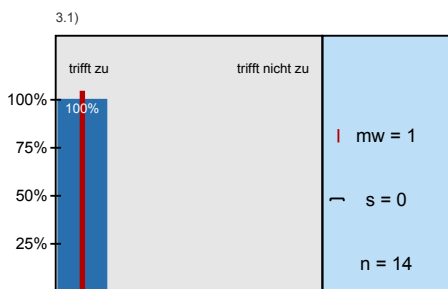 3.1)
trifft zu trifft nicht zu
100%
100%
75%
50%
25%
mw = 1
s = 0
n = 14